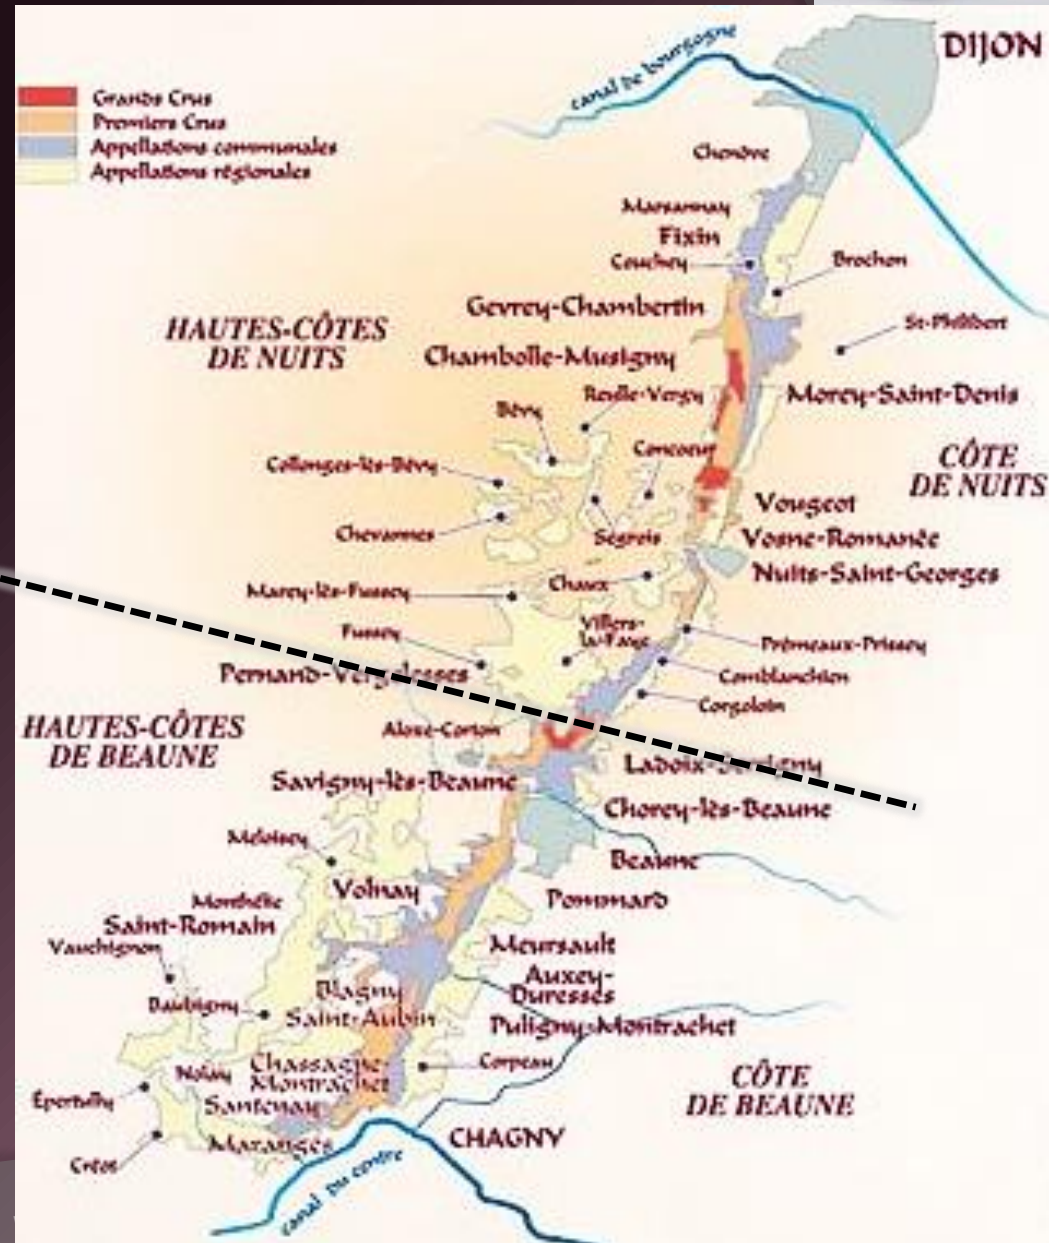 DIJON
canal de bourgogne
Grands Crus
Premiers Crus
Appellations communales
Appellations régionales
Chenôve
Marsannay
Fixin
Couchey
Brochon
Gevrey-Chambertin
St-Philibert
HAUTES-CÔTES
DE NUITS
Chambolle-Musigny
Reulle-Vergy
Morey-Saint-Denis
Bévy
Concoeur
CÔTE
DE NUITS
Collonges-lès-Bévy
Vougeot
Chevannes
Segrois
Vosne-Romanée
Nuits-Saint-Georges
Chaux
Marey-lès-Fussey
Villers-
la-Faye
Fussey
Prémeaux-Prissey
Pernand-Vergelesses
Comblanchien
Corgoloin
HAUTES-CÔTES
DE BEAUNE
Aloxe-Corton
Ladoix-Serrigny
Savigny-lès-Beaune
Chorey-lès-Beaune
Meloisey
Beaune
Volnay
Pommard
Monthélie
Saint-Romain
Vauchignon
Meursault
Auxey-
Duresses
Blagny
Baubigny
Saint-Aubin
Puligny-Montrachet
Nolay
Chassagne-
Montrachet
Corpeau
CÔTE
DE BEAUNE
Épertully
Santenay
Maranges
CHAGNY
Créot
canal du centre